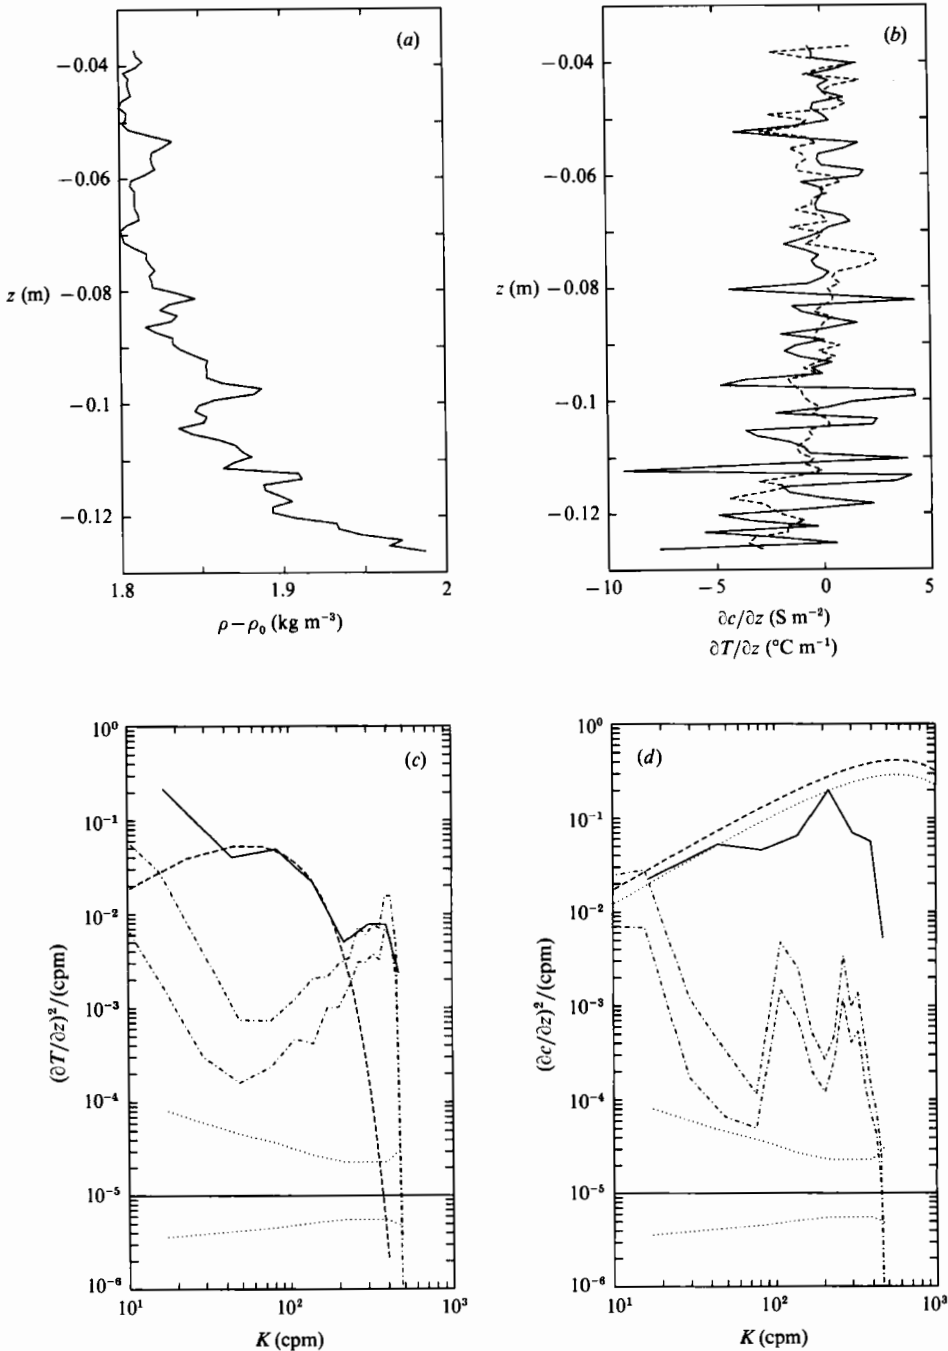 (a)
−0.04
−0.06
z (m) −0.08
−0.1
−0.12
1.8 1.9 2
ρ−ρ₀ (kg m⁻³)
(b)
−0.04
−0.06
z (m) −0.08
−0.1
−0.12
−10 −5 0 5
∂c/∂z (S m⁻²)
∂T/∂z (°C m⁻¹)
(c)
10⁰
10⁻¹
10⁻²
10⁻³
10⁻⁴
10⁻⁵
10⁻⁶
(∂T/∂z)²/(cpm)
10¹ 10² 10³
K (cpm)
(d)
10⁰
10⁻¹
10⁻²
10⁻³
10⁻⁴
10⁻⁵
10⁻⁶
(∂c/∂z)²/(cpm)
10¹ 10² 10³
K (cpm)